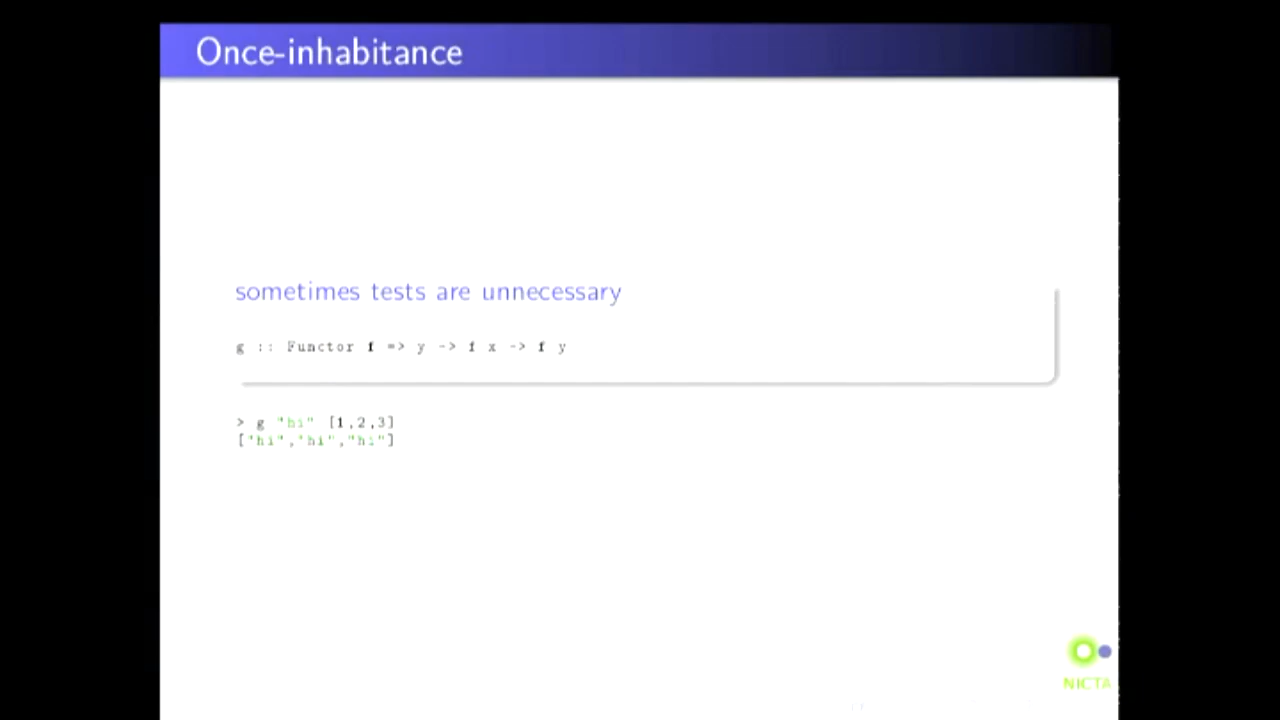 Once-inhabitance
sometimes tests are unnecessary
g :: Functor f => y -> f x -> f y
> g "hi" [1,2,3]
["hi","hi","hi"]
NICTA